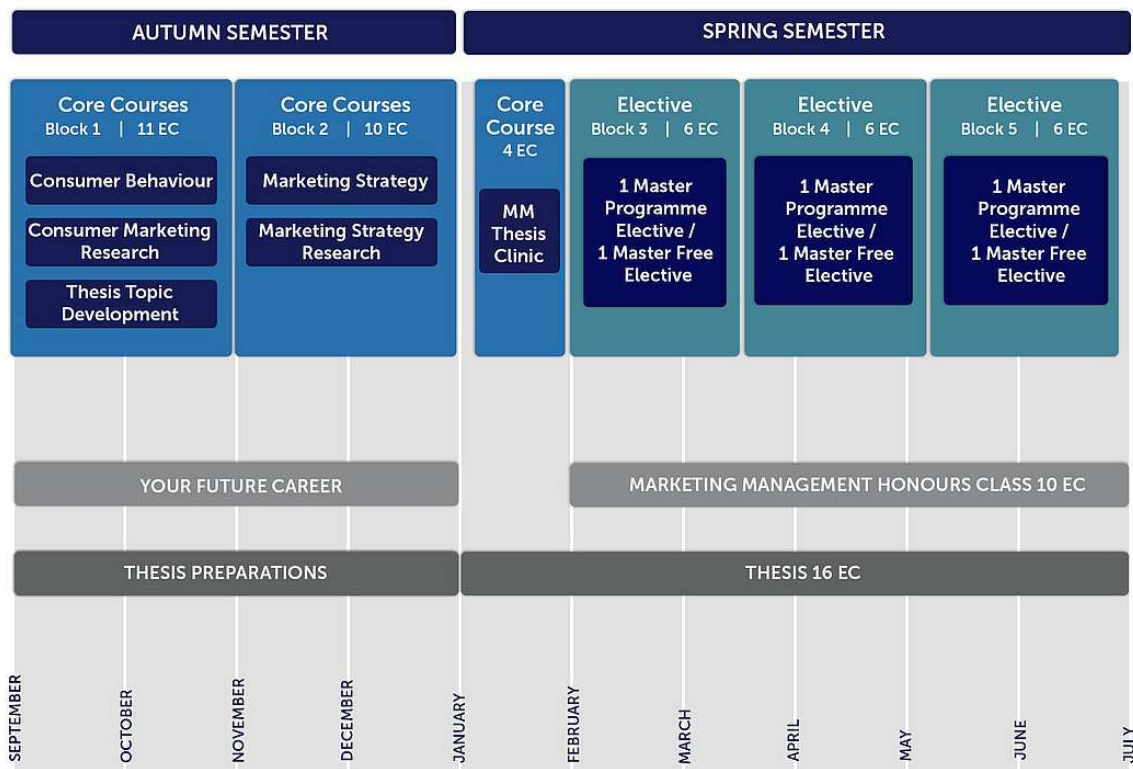 AUTUMN SEMESTER
SPRING SEMESTER
Core Courses
Block 1 | 11 EC
Consumer Behaviour
Consumer Marketing
Research
Thesis Topic
Development
Core Courses
Block 2 | 10 EC
Marketing Strategy
Marketing Strategy
Research
Core
Course
4 EC
MM
Thesis
Clinic
Elective
Block 3 | 6 EC
1 Master
Programme
Elective /
1 Master Free
Elective
Elective
Block 4 | 6 EC
1 Master
Programme
Elective /
1 Master Free
Elective
Elective
Block 5 | 6 EC
1 Master
Programme
Elective /
1 Master Free
Elective
YOUR FUTURE CAREER
MARKETING MANAGEMENT HONOURS CLASS 10 EC
THESIS PREPARATIONS
THESIS 16 EC
SEPTEMBER
OCTOBER
NOVEMBER
DECEMBER
JANUARY
FEBRUARY
MARCH
APRIL
MAY
JUNE
JULY